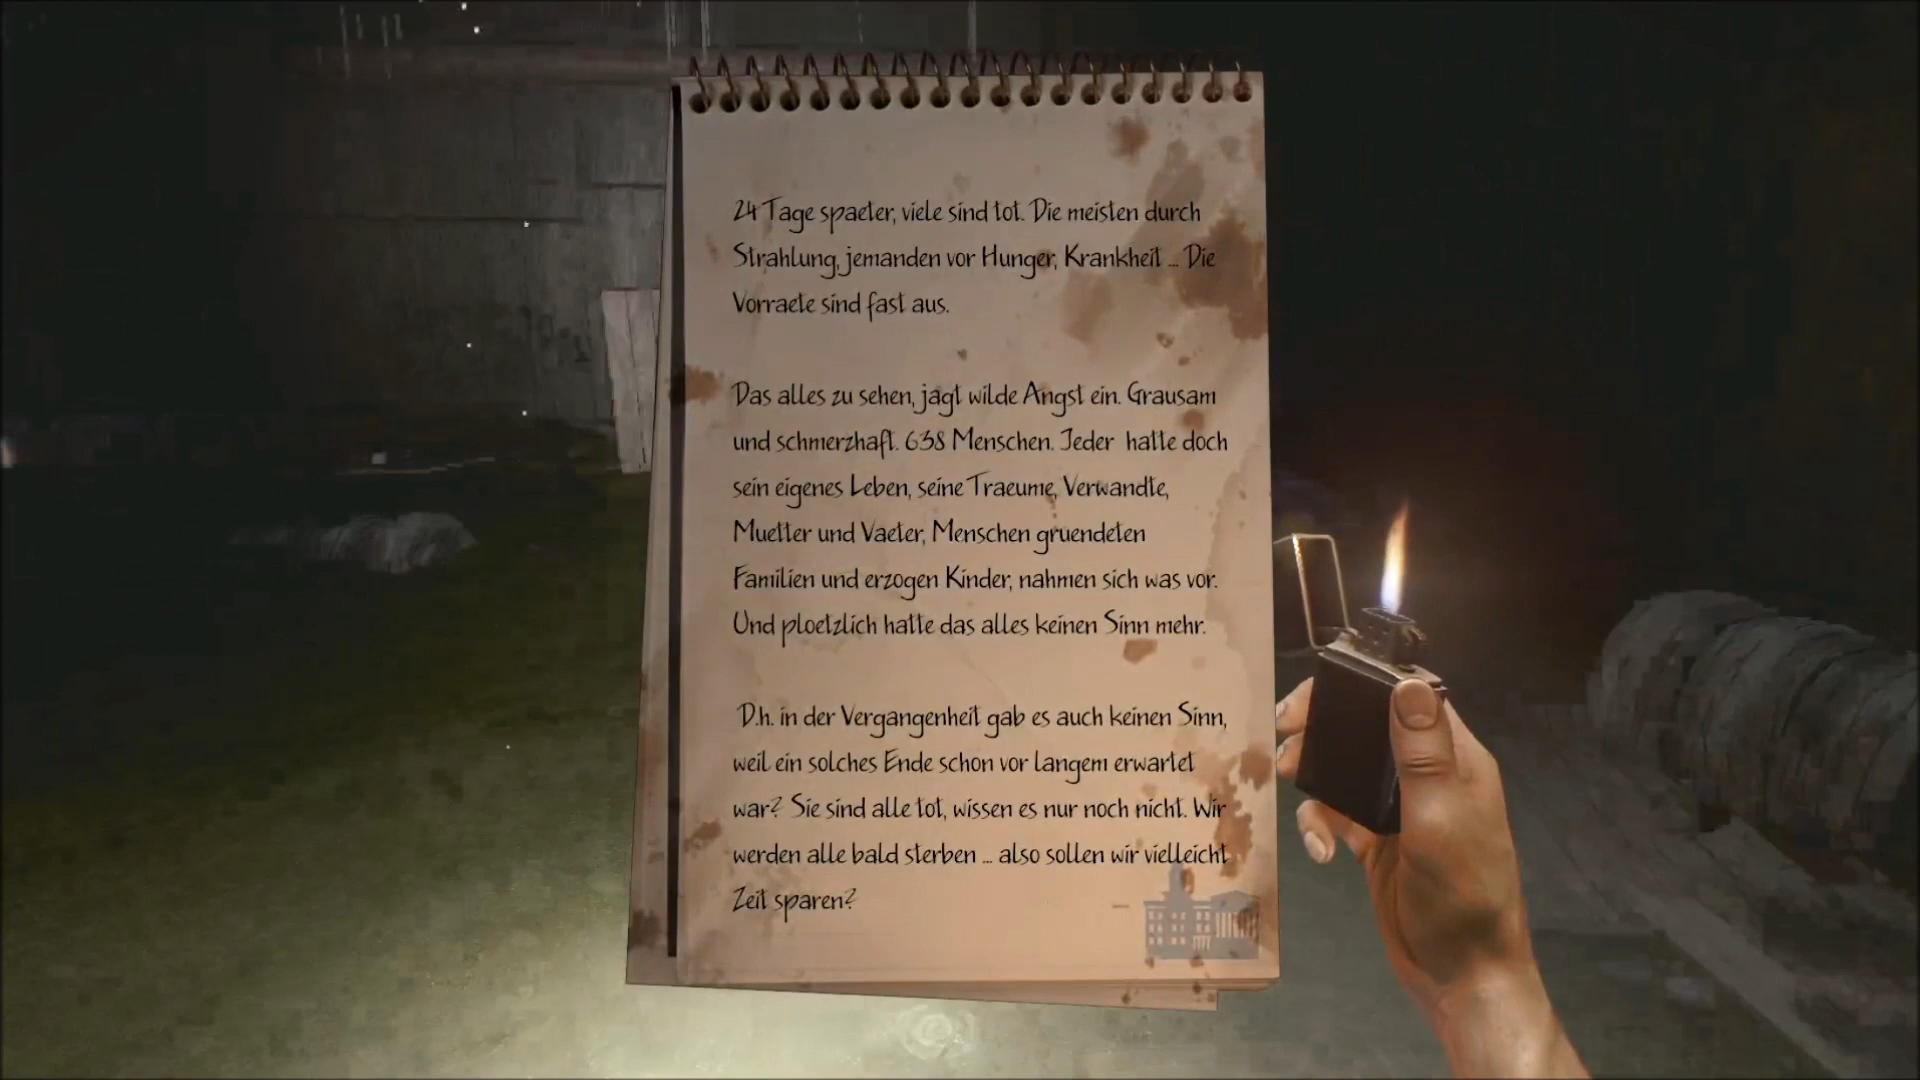 24 Tage spaeter, viele sind tot. Die meisten durch
Strahlung, jemanden vor Hunger, Krankheit ... Die
Vorraete sind fast aus.
Das alles zu sehen, jagt wilde Angst ein. Grausam
und schmerzhaft. 638 Menschen. Jeder hatte doch
sein eigenes Leben, seine Traeume, Verwandte,
Muetter und Vaeter, Menschen gruendeten
Familien und erzogen Kinder, nahmen sich was vor.
Und ploetzlich hatte das alles keinen Sinn mehr.
D.h. in der Vergangenheit gab es auch keinen Sinn,
weil ein solches Ende schon vor langem erwartet
war? Sie sind alle tot, wissen es nur noch nicht. Wir
werden alle bald sterben ... also sollen wir vielleicht
Zeit sparen?